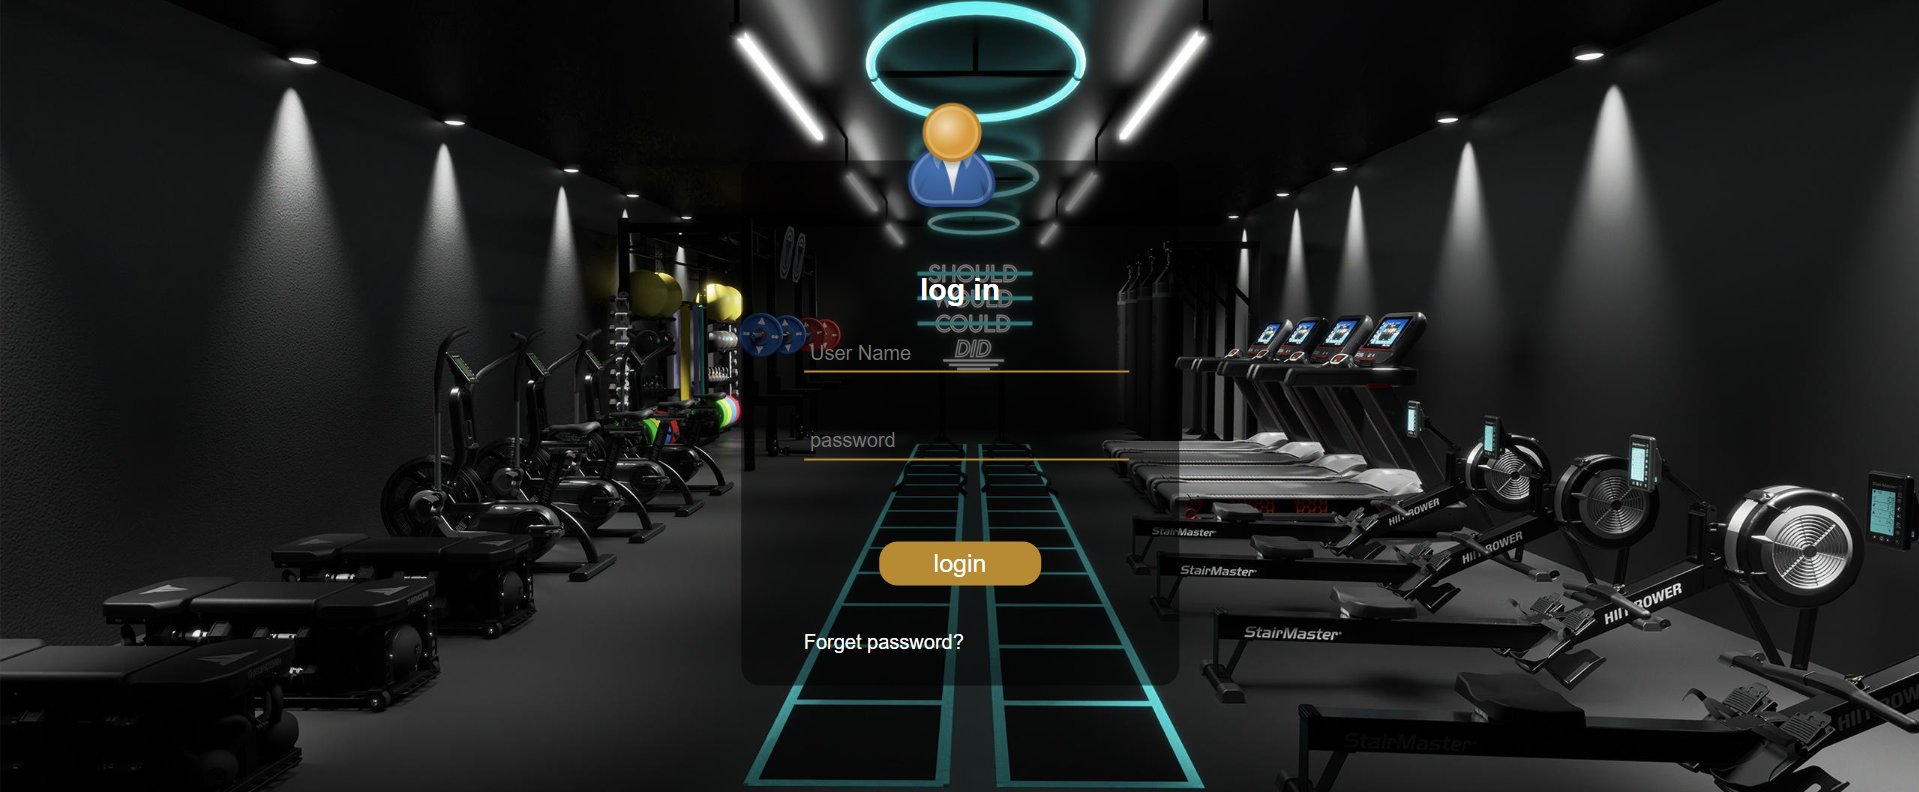 SHOULD
log in
WOULD
COULD
DID
User Name
password
login
Forget password?
HIIT ROWER
StairMaster
HIIT ROWER
StairMaster
HIIT ROWER
StairMaster
HIIT ROWER
StairMaster